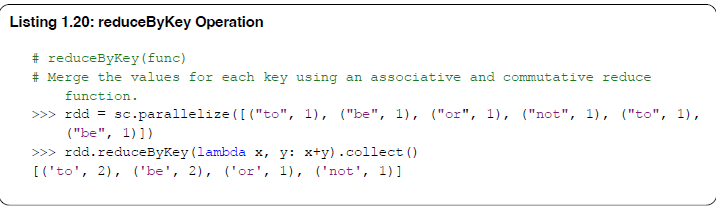 Listing 1.20: reduceByKey Operation
# reduceByKey(func)
# Merge the values for each key using an associative and commutative reduce
function.
>>> rdd = sc.parallelize([("to", 1), ("be", 1), ("or", 1), ("not", 1), ("to", 1),
("be", 1)])
>>> rdd.reduceByKey(lambda x, y: x+y).collect()
[('to', 2), ('be', 2), ('or', 1), ('not', 1)]